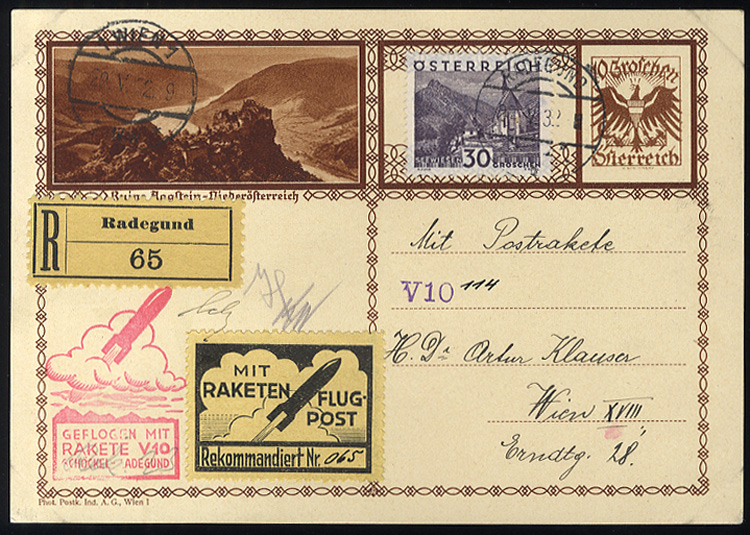 WIEN 1
ÖSTERREICH
30
GROSCHEN
10 Groschen
Österreich
Ruine Aggstein-Niederösterreich
R
Radegund
65
Mit Postrakete
V10 114
H. Dr Artur Klauser
Wien XVIII,
Erndtg. 28.
MIT
RAKETEN FLUG-
POST
Rekommandiert Nr. 065
GEFLOGEN MIT
RAKETE V10
SCHÖCKEL RADEGUND
Phot. Postk. Ind. A. G., Wien I